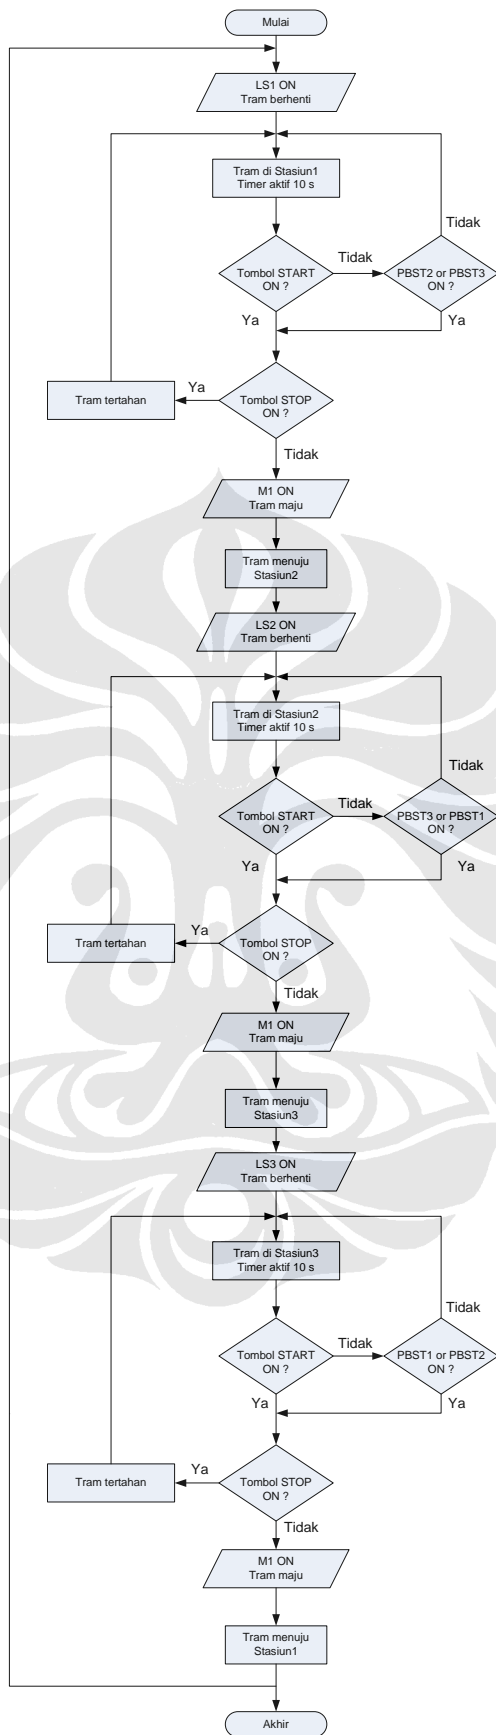 Mulai
LS1 ON
Tram berhenti
Tram di Stasiun1
Timer aktif 10 s
Tidak
Tombol START
ON ?
Tidak
PBST2 or PBST3
ON ?
Ya
Ya
Tram tertahan
Ya
Tombol STOP
ON ?
Tidak
M1 ON
Tram maju
Tram menuju
Stasiun2
LS2 ON
Tram berhenti
Tram di Stasiun2
Timer aktif 10 s
Tidak
Tombol START
ON ?
Tidak
PBST3 or PBST1
ON ?
Ya
Ya
Tram tertahan
Ya
Tombol STOP
ON ?
Tidak
M1 ON
Tram maju
Tram menuju
Stasiun3
LS3 ON
Tram berhenti
Tram di Stasiun3
Timer aktif 10 s
Tidak
Tombol START
ON ?
Tidak
PBST1 or PBST2
ON ?
Ya
Ya
Tram tertahan
Ya
Tombol STOP
ON ?
Tidak
M1 ON
Tram maju
Tram menuju
Stasiun1
Akhir